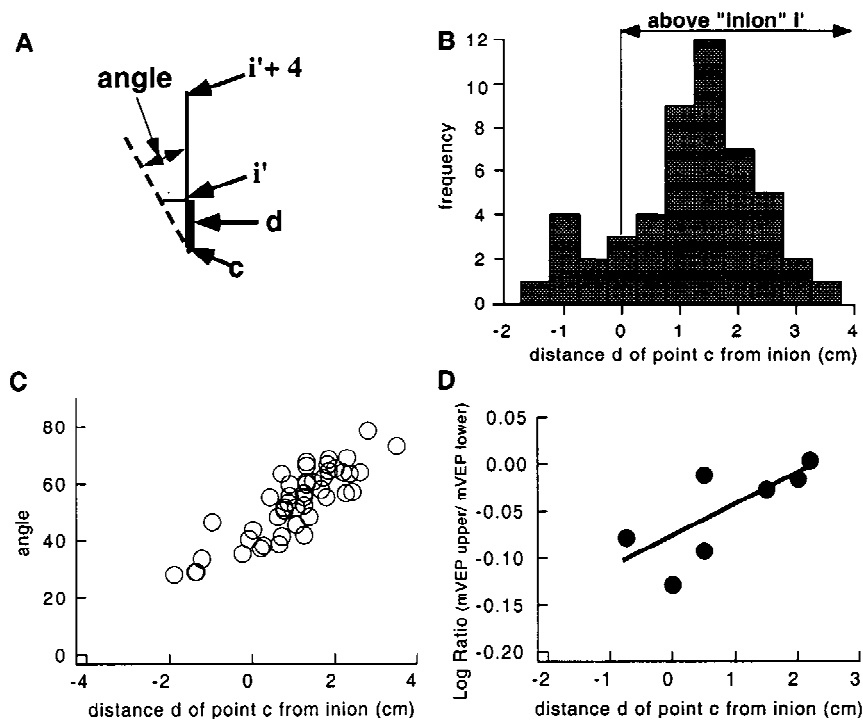 A
angle
i'+ 4
i'
d
c
B
above "inion" i'
frequency
12
10
8
6
4
2
0
-2 -1 0 1 2 3 4
distance d of point c from inion (cm)
C
angle
80
60
40
20
0
-4 -2 0 2 4
distance d of point c from inion (cm)
D
Log Ratio (mVEP upper/ mVEP lower)
0.05
0.00
-0.05
-0.10
-0.15
-0.20
-2 -1 0 1 2 3
distance d of point c from inion (cm)